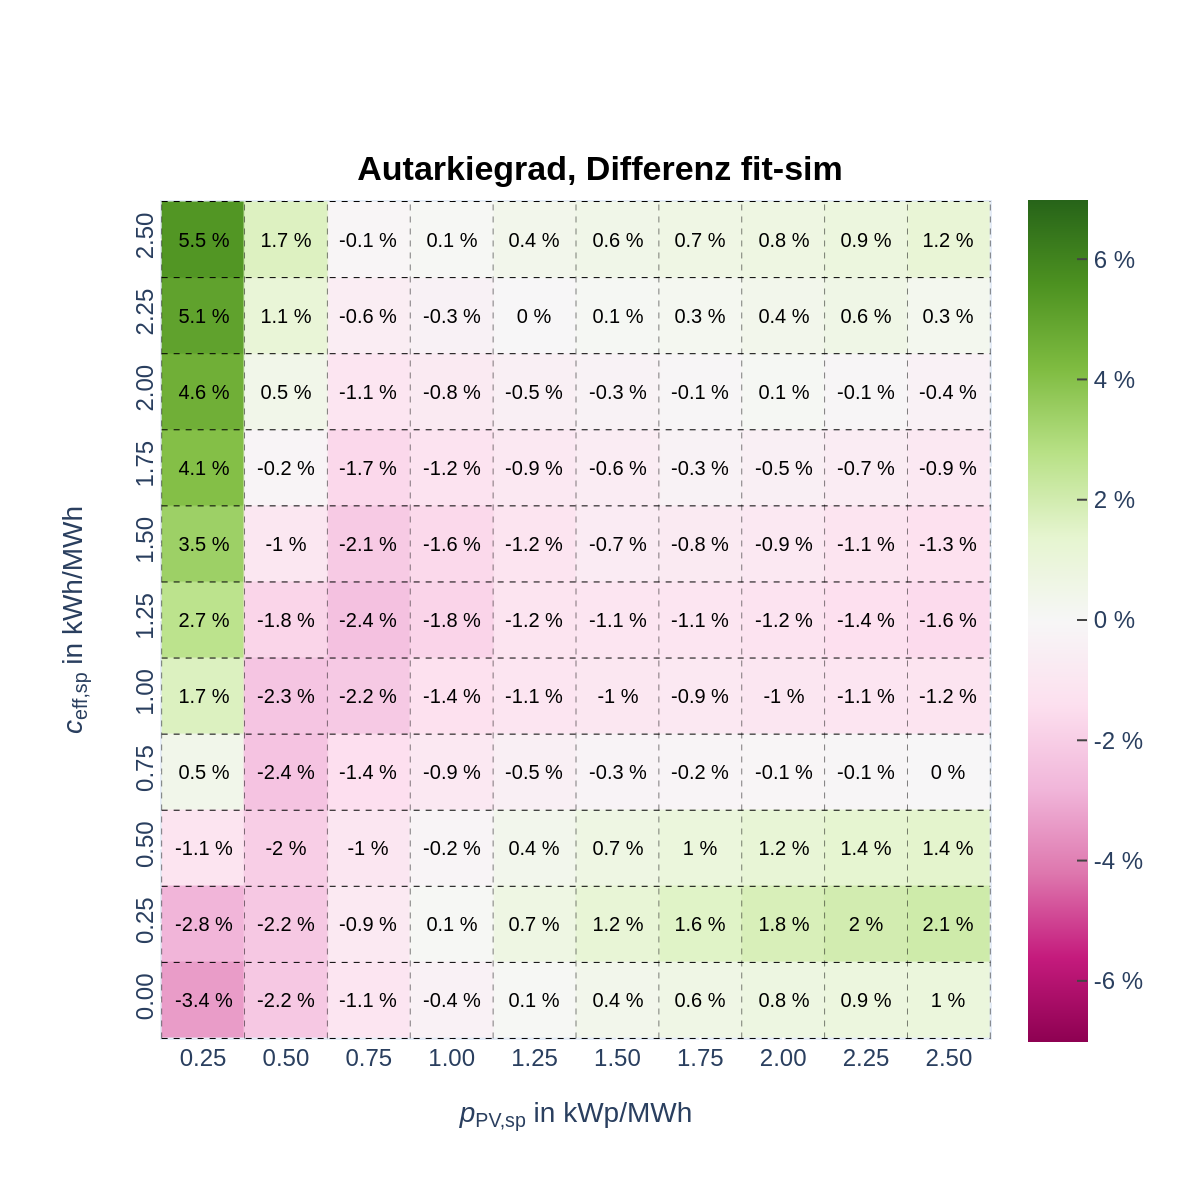 Autarkiegrad, Differenz fit-sim
2.50 5.5 % 1.7 % -0.1 % 0.1 % 0.4 % 0.6 % 0.7 % 0.8 % 0.9 % 1.2 %
2.25 5.1 % 1.1 % -0.6 % -0.3 % 0 % 0.1 % 0.3 % 0.4 % 0.6 % 0.3 %
2.00 4.6 % 0.5 % -1.1 % -0.8 % -0.5 % -0.3 % -0.1 % 0.1 % -0.1 % -0.4 %
1.75 4.1 % -0.2 % -1.7 % -1.2 % -0.9 % -0.6 % -0.3 % -0.5 % -0.7 % -0.9 %
1.50 3.5 % -1 % -2.1 % -1.6 % -1.2 % -0.7 % -0.8 % -0.9 % -1.1 % -1.3 %
1.25 2.7 % -1.8 % -2.4 % -1.8 % -1.2 % -1.1 % -1.1 % -1.2 % -1.4 % -1.6 %
1.00 1.7 % -2.3 % -2.2 % -1.4 % -1.1 % -1 % -0.9 % -1 % -1.1 % -1.2 %
0.75 0.5 % -2.4 % -1.4 % -0.9 % -0.5 % -0.3 % -0.2 % -0.1 % -0.1 % 0 %
0.50 -1.1 % -2 % -1 % -0.2 % 0.4 % 0.7 % 1 % 1.2 % 1.4 % 1.4 %
0.25 -2.8 % -2.2 % -0.9 % 0.1 % 0.7 % 1.2 % 1.6 % 1.8 % 2 % 2.1 %
0.00 -3.4 % -2.2 % -1.1 % -0.4 % 0.1 % 0.4 % 0.6 % 0.8 % 0.9 % 1 %
0.25 0.50 0.75 1.00 1.25 1.50 1.75 2.00 2.25 2.50
pPV,sp in kWp/MWh
ceff,sp in kWh/MWh
6 %
4 %
2 %
0 %
-2 %
-4 %
-6 %